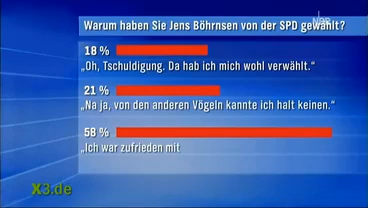 NDR
Warum haben Sie Jens Böhrnsen von der SPD gewählt?
18 %
„Oh, Tschuldigung. Da hab ich mich wohl verwählt.“
21 %
„Na ja, von den anderen Vögeln kannte ich halt keinen.“
58 %
„Ich war zufrieden mit
X3.de